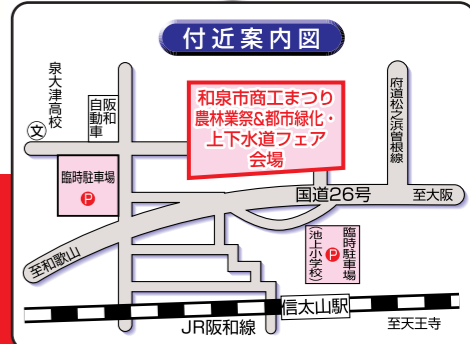 付近案内図
泉大津高校
文
阪和
自動車
和泉市商工まつり
農林業祭&都市緑化・
上下水道フェア
会場
府道松之浜曽根線
臨時駐車場
P
国道26号
至大阪
臨時駐車場
P
(池上小学校)
至和歌山
信太山駅
JR阪和線
至天王寺